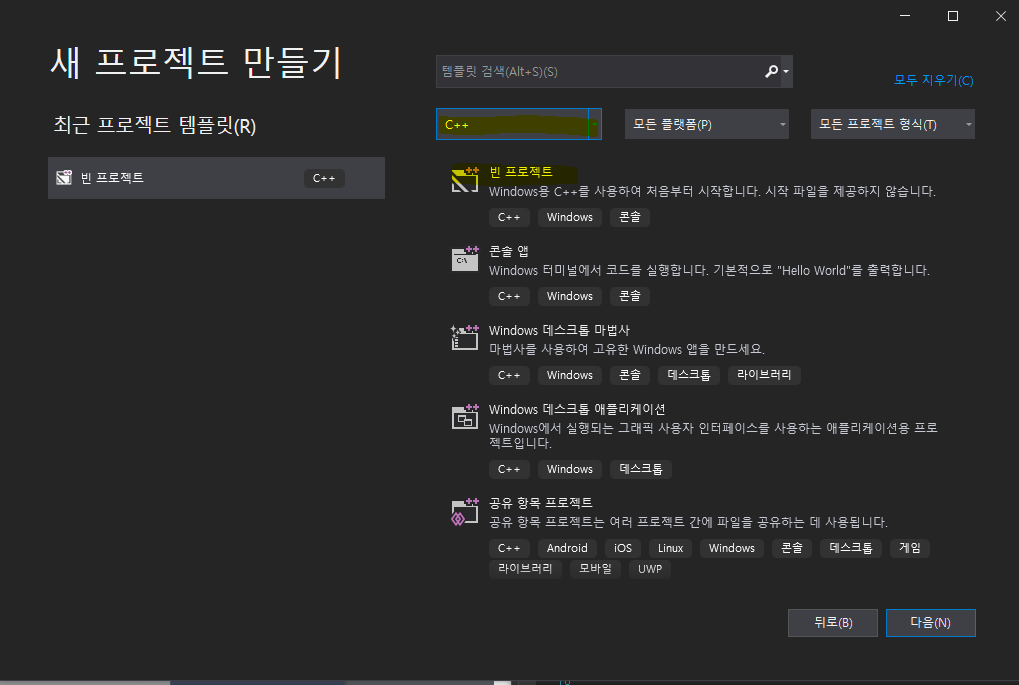 새 프로젝트 만들기
최근 프로젝트 템플릿(R)
빈 프로젝트 C++
템플릿 검색(Alt+S)(S)
모두 지우기(C)
C++ 모든 플랫폼(P) 모든 프로젝트 형식(T)
빈 프로젝트
Windows용 C++를 사용하여 처음부터 시작합니다. 시작 파일을 제공하지 않습니다.
C++ Windows 콘솔
콘솔 앱
Windows 터미널에서 코드를 실행합니다. 기본적으로 "Hello World"를 출력합니다.
C++ Windows 콘솔
Windows 데스크톱 마법사
마법사를 사용하여 고유한 Windows 앱을 만드세요.
C++ Windows 콘솔 데스크톱 라이브러리
Windows 데스크톱 애플리케이션
Windows에서 실행되는 그래픽 사용자 인터페이스를 사용하는 애플리케이션용 프로
젝트입니다.
C++ Windows 데스크톱
공유 항목 프로젝트
공유 항목 프로젝트는 여러 프로젝트 간에 파일을 공유하는 데 사용됩니다.
C++ Android iOS Linux Windows 콘솔 데스크톱 게임
라이브러리 모바일 UWP
뒤로(B) 다음(N)